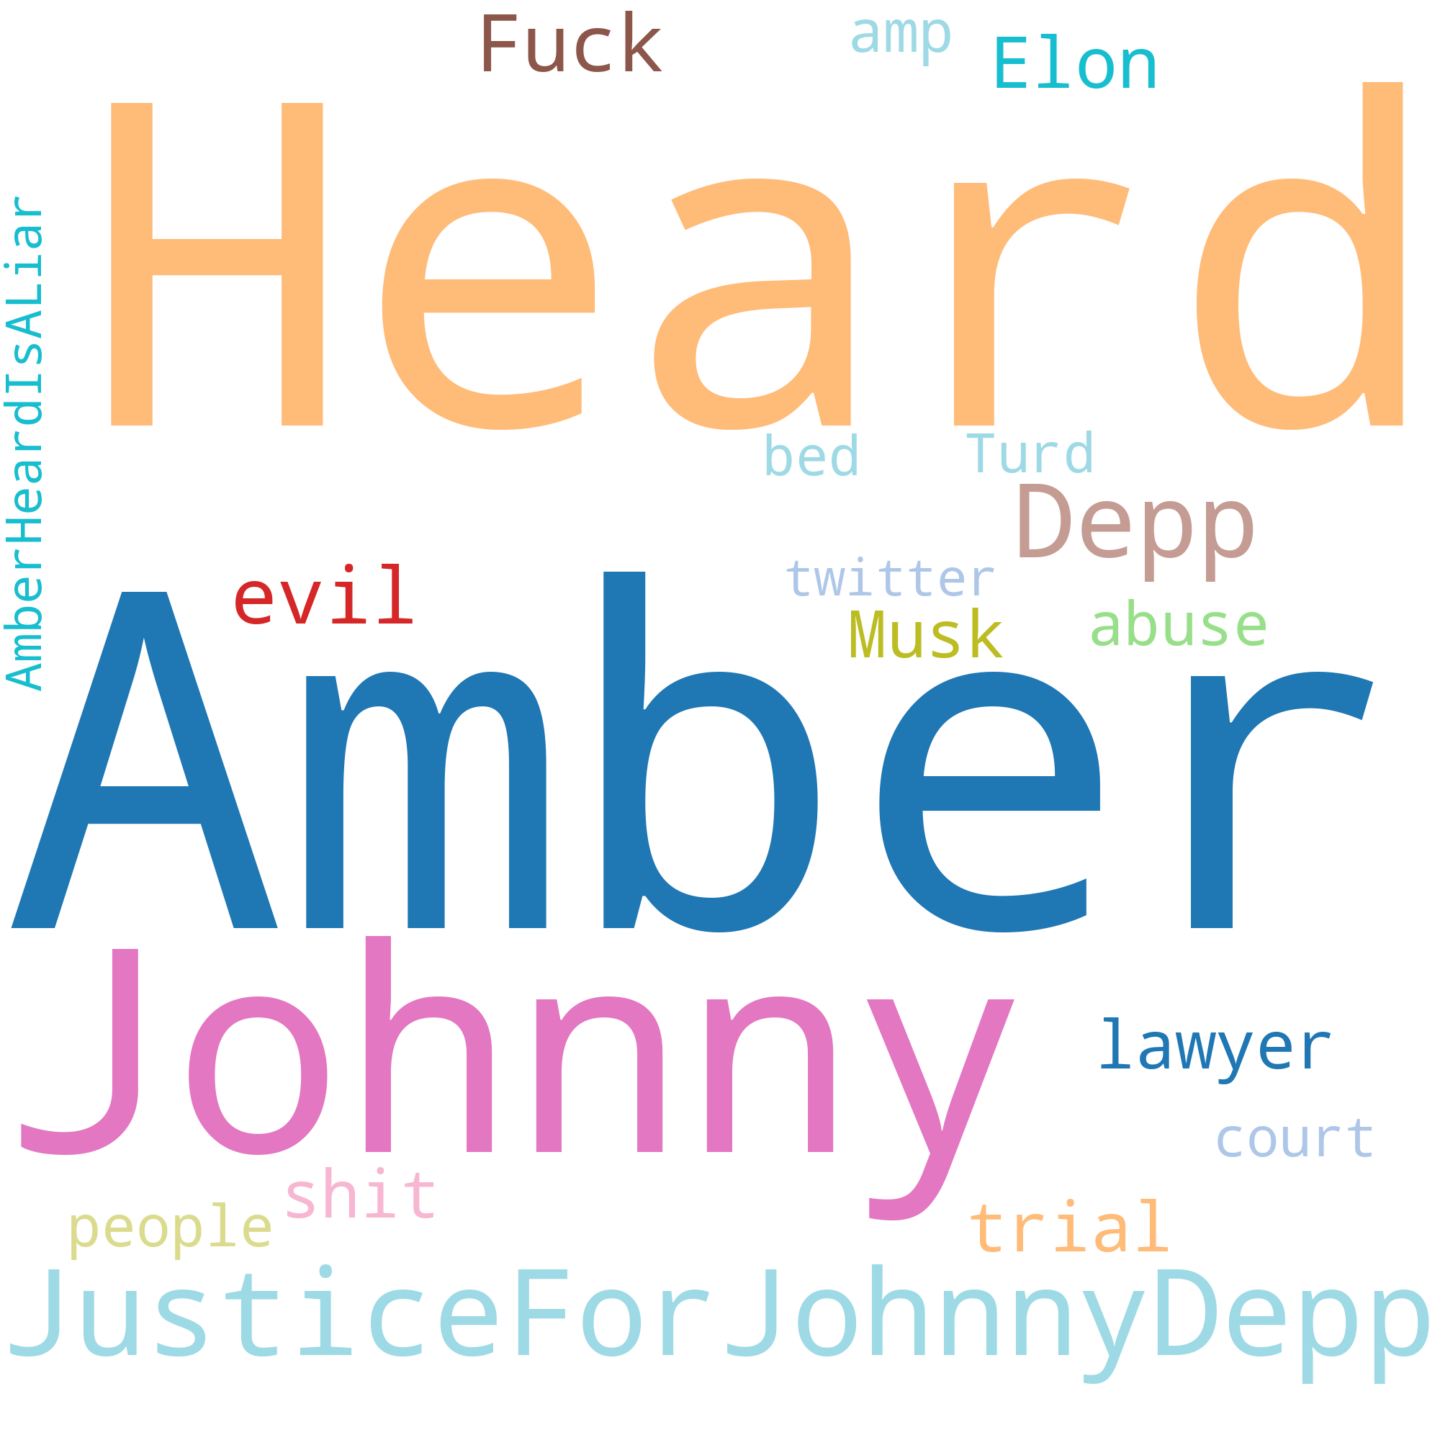 Fuck
amp
Elon
Heard
AmberHeardIsALiar
bed
Turd
Depp
evil
twitter
Musk
abuse
Amber
Johnny
lawyer
court
shit
people
trial
JusticeForJohnnyDepp